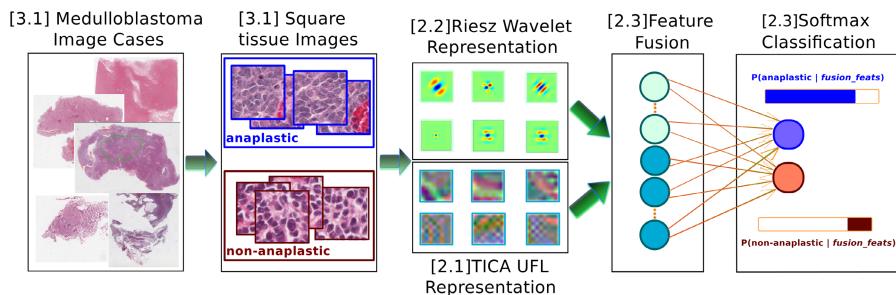 [3.1] Medulloblastoma
Image Cases
[3.1] Square
tissue Images
anaplastic
non-anaplastic
[2.2]Riesz Wavelet
Representation
[2.1]TICA UFL
Representation
[2.3]Feature
Fusion
[2.3]Softmax
Classification
P(anaplastic | fusion_feats)
P(non-anaplastic | fusion_feats)